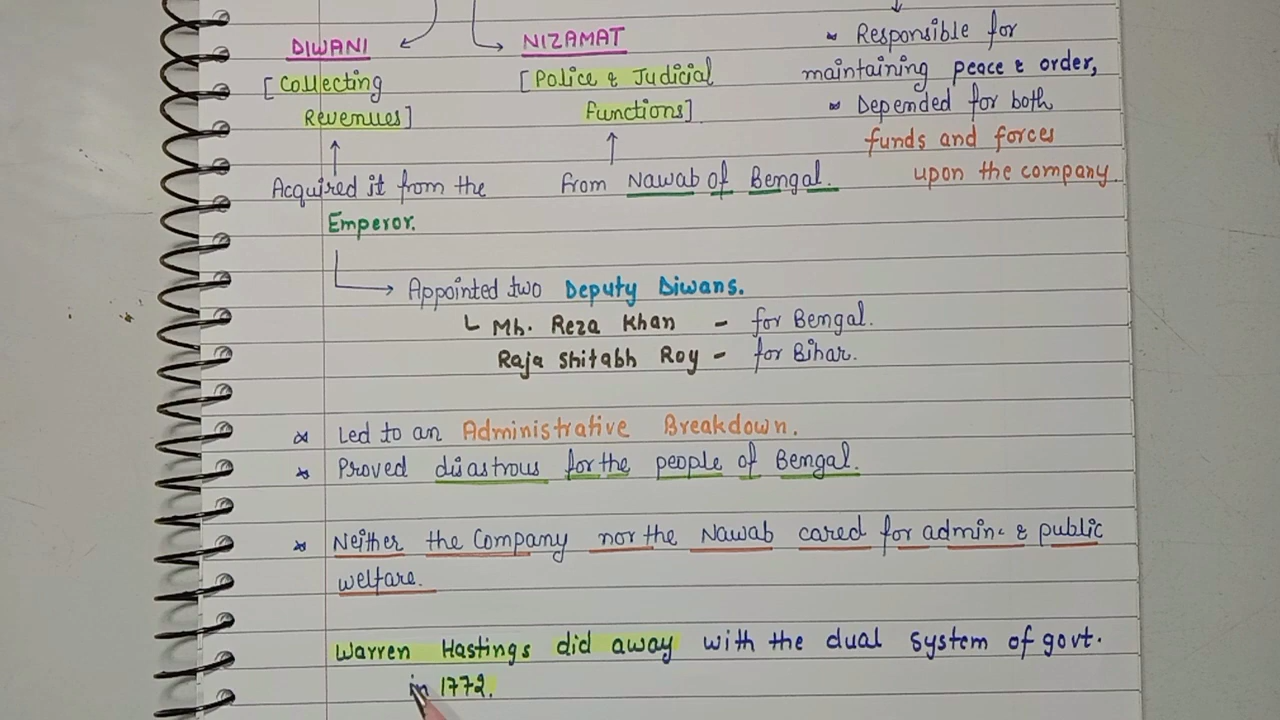 DIWANI
NIZAMAT
[Collecting
Revenues]
[Police & Judicial
Functions]
Responsible for
maintaining peace & order,
Depended for both
funds and forces
upon the company
Acquired it from the
Emperor.
from Nawab of Bengal.
Appointed two Deputy Diwans.
Mh. Reza Khan - for Bengal.
Raja Shitabh Roy - for Bihar.
Led to an Administrative Breakdown.
Proved disastrous for the people of Bengal.
Neither the Company nor the Nawab cared for admin. & public
welfare.
Warren Hastings did away with the dual system of govt.
in 1772.